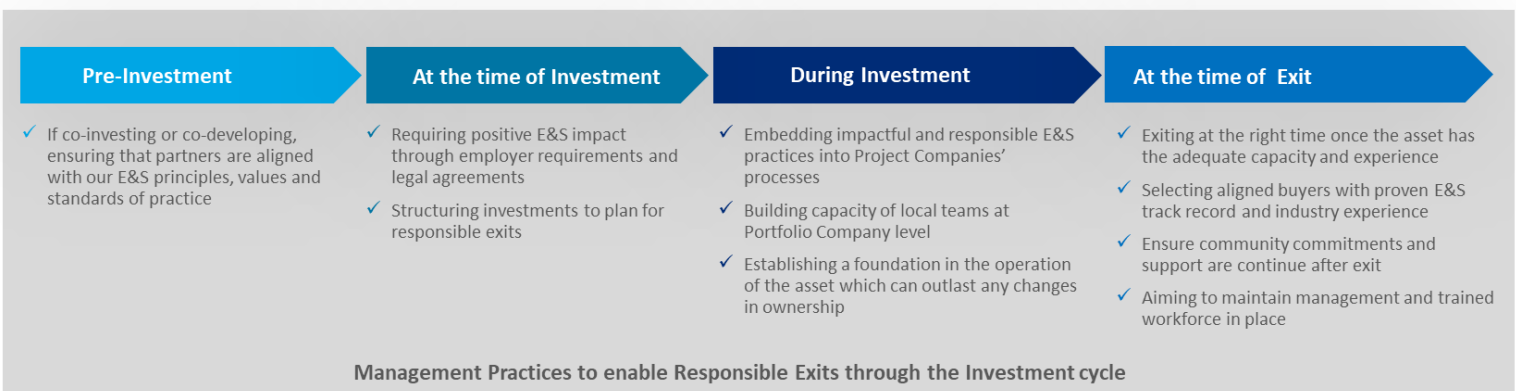 Pre-Investment
If co-investing or co-developing,
ensuring that partners are aligned
with our E&S principles, values and
standards of practice
At the time of Investment
Requiring positive E&S impact
through employer requirements and
legal agreements
Structuring investments to plan for
responsible exits
During Investment
Embedding impactful and responsible E&S
practices into Project Companies’
processes
Building capacity of local teams at
Portfolio Company level
Establishing a foundation in the operation
of the asset which can outlast any changes
in ownership
At the time of Exit
Exiting at the right time once the asset has
the adequate capacity and experience
Selecting aligned buyers with proven E&S
track record and industry experience
Ensure community commitments and
support are continue after exit
Aiming to maintain management and trained
workforce in place
Management Practices to enable Responsible Exits through the Investment cycle